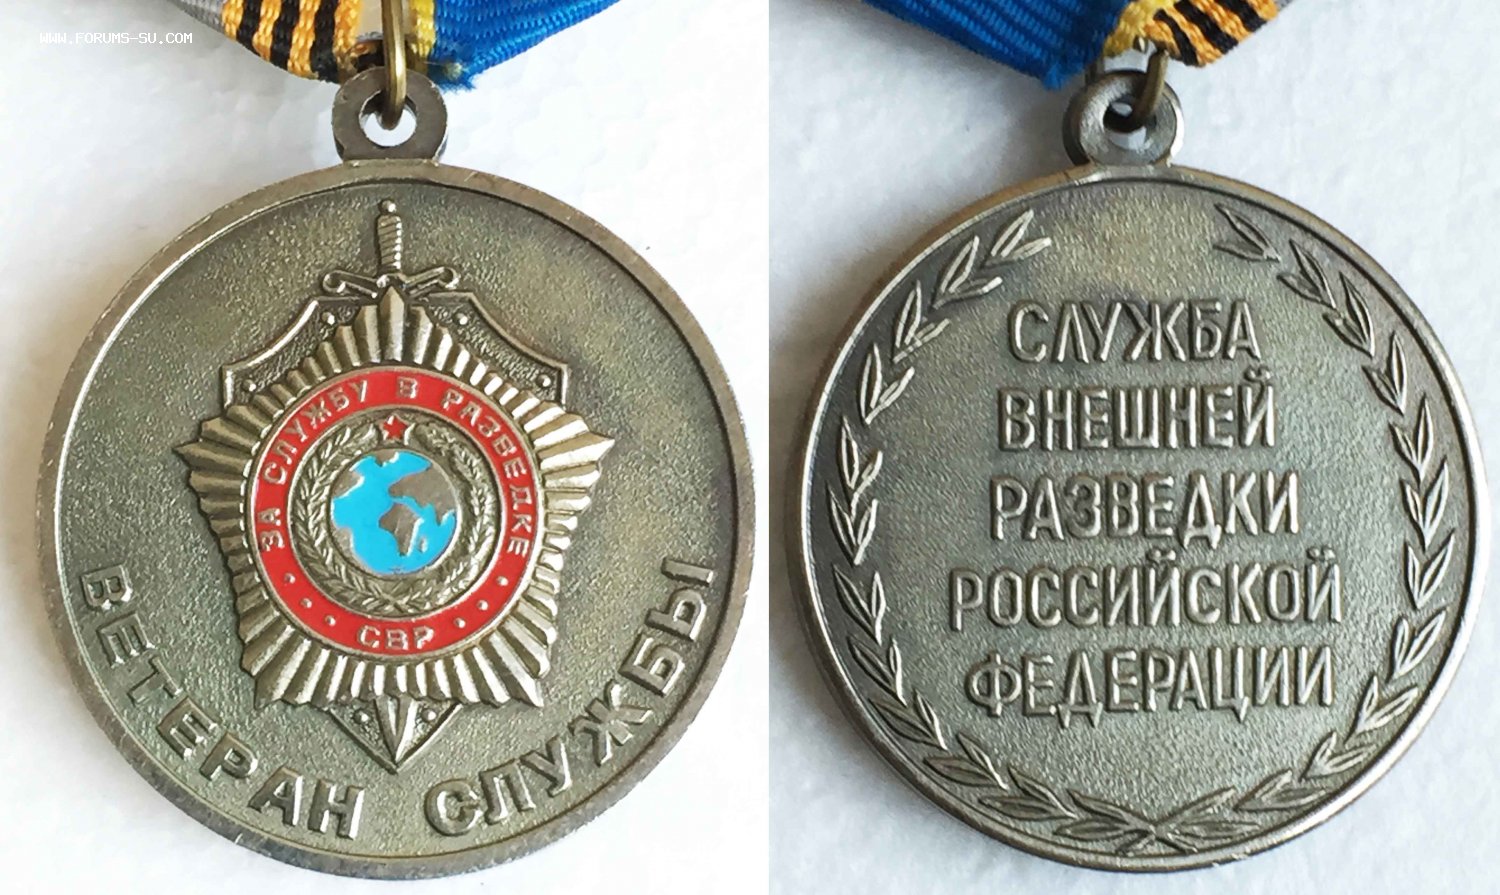 WWW.FORUMS-SU.COM
ЗА СЛУЖБУ В РАЗВЕДКЕ
СВР
ВЕТЕРАН СЛУЖБЫ
СЛУЖБА
ВНЕШНЕЙ
РАЗВЕДКИ
РОССИЙСКОЙ
ФЕДЕРАЦИИ